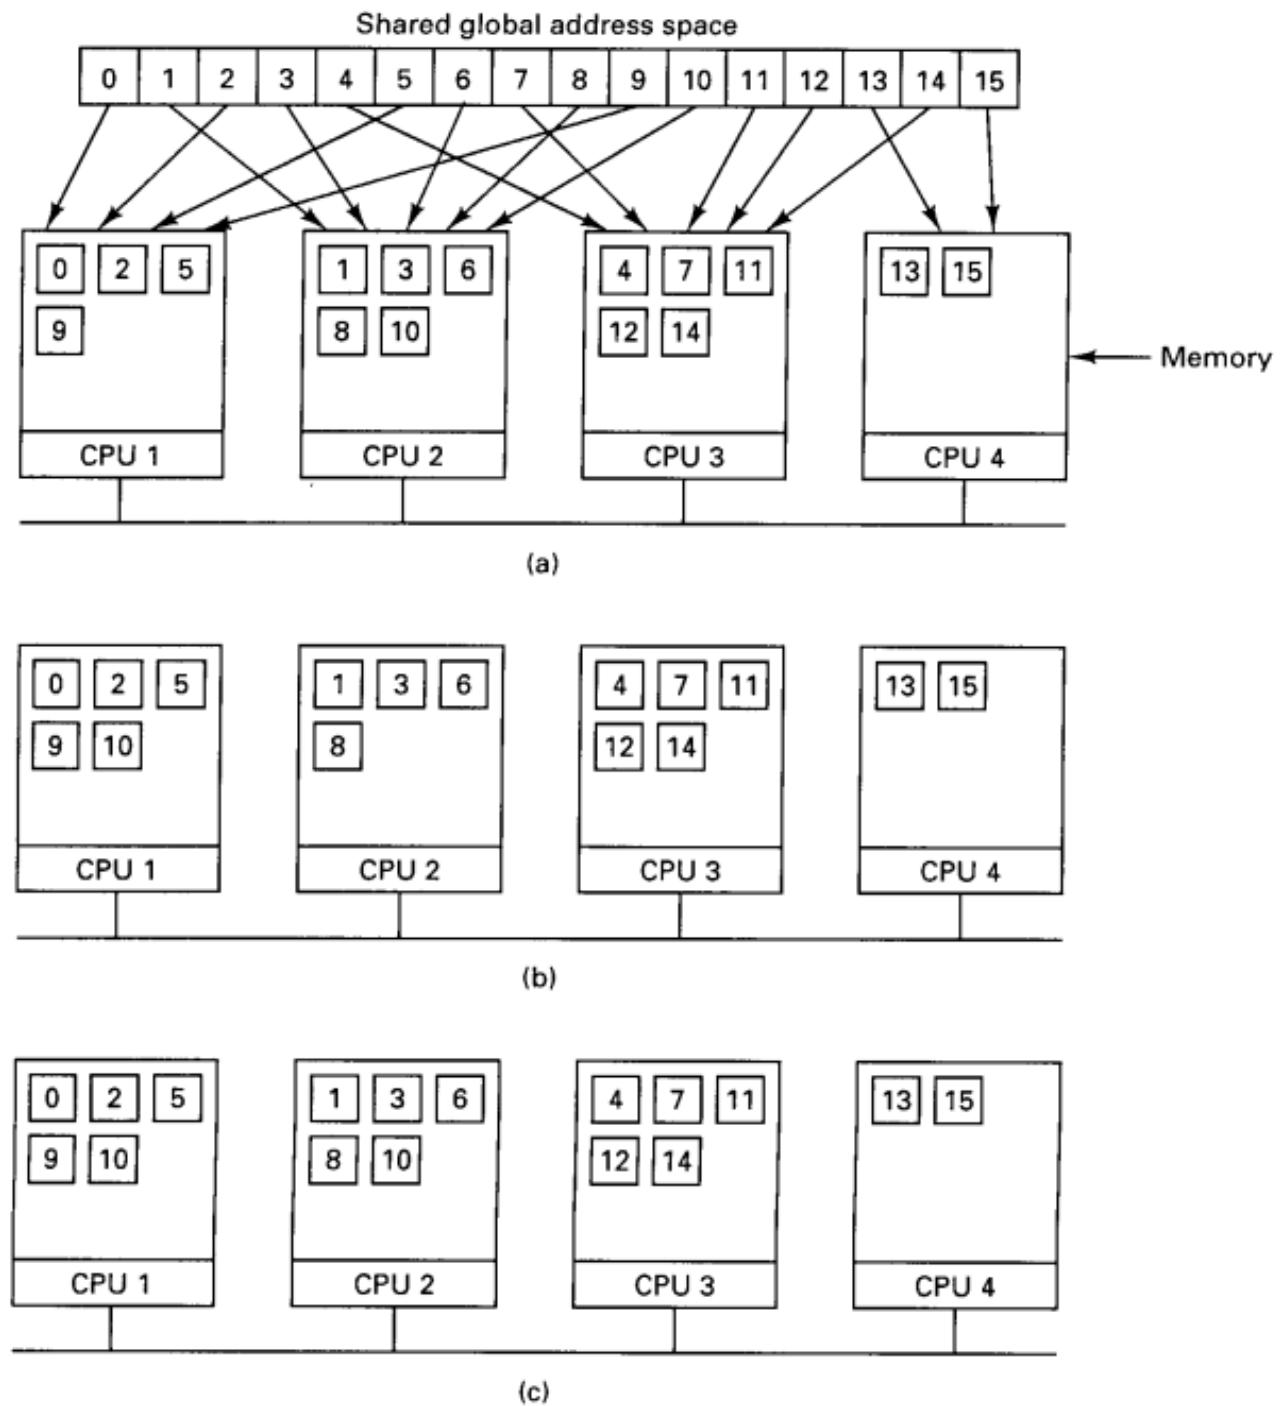 Shared global address space
0 1 2 3 4 5 6 7 8 9 10 11 12 13 14 15
0 2 5 1 3 6 4 7 11 13 15
9 8 10 12 14
Memory
CPU 1 CPU 2 CPU 3 CPU 4
(a)
0 2 5 1 3 6 4 7 11 13 15
9 10 8 12 14
CPU 1 CPU 2 CPU 3 CPU 4
(b)
0 2 5 1 3 6 4 7 11 13 15
9 10 8 10 12 14
CPU 1 CPU 2 CPU 3 CPU 4
(c)